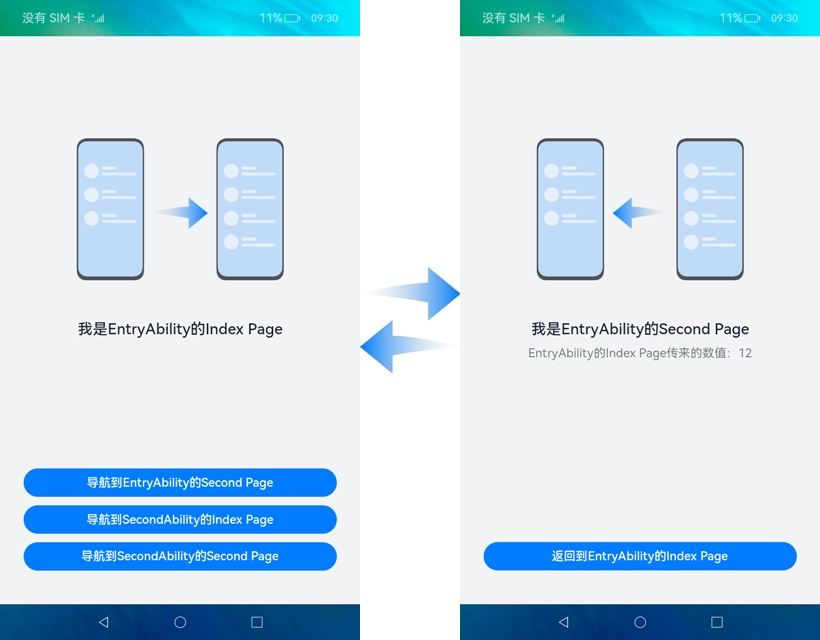 没有 SIM 卡 11% 09:30
我是EntryAbility的Index Page
导航到EntryAbility的Second Page
导航到SecondAbility的Index Page
导航到SecondAbility的Second Page
没有 SIM 卡 11% 09:30
我是EntryAbility的Second Page
EntryAbility的Index Page传来的数值：12
返回到EntryAbility的Index Page